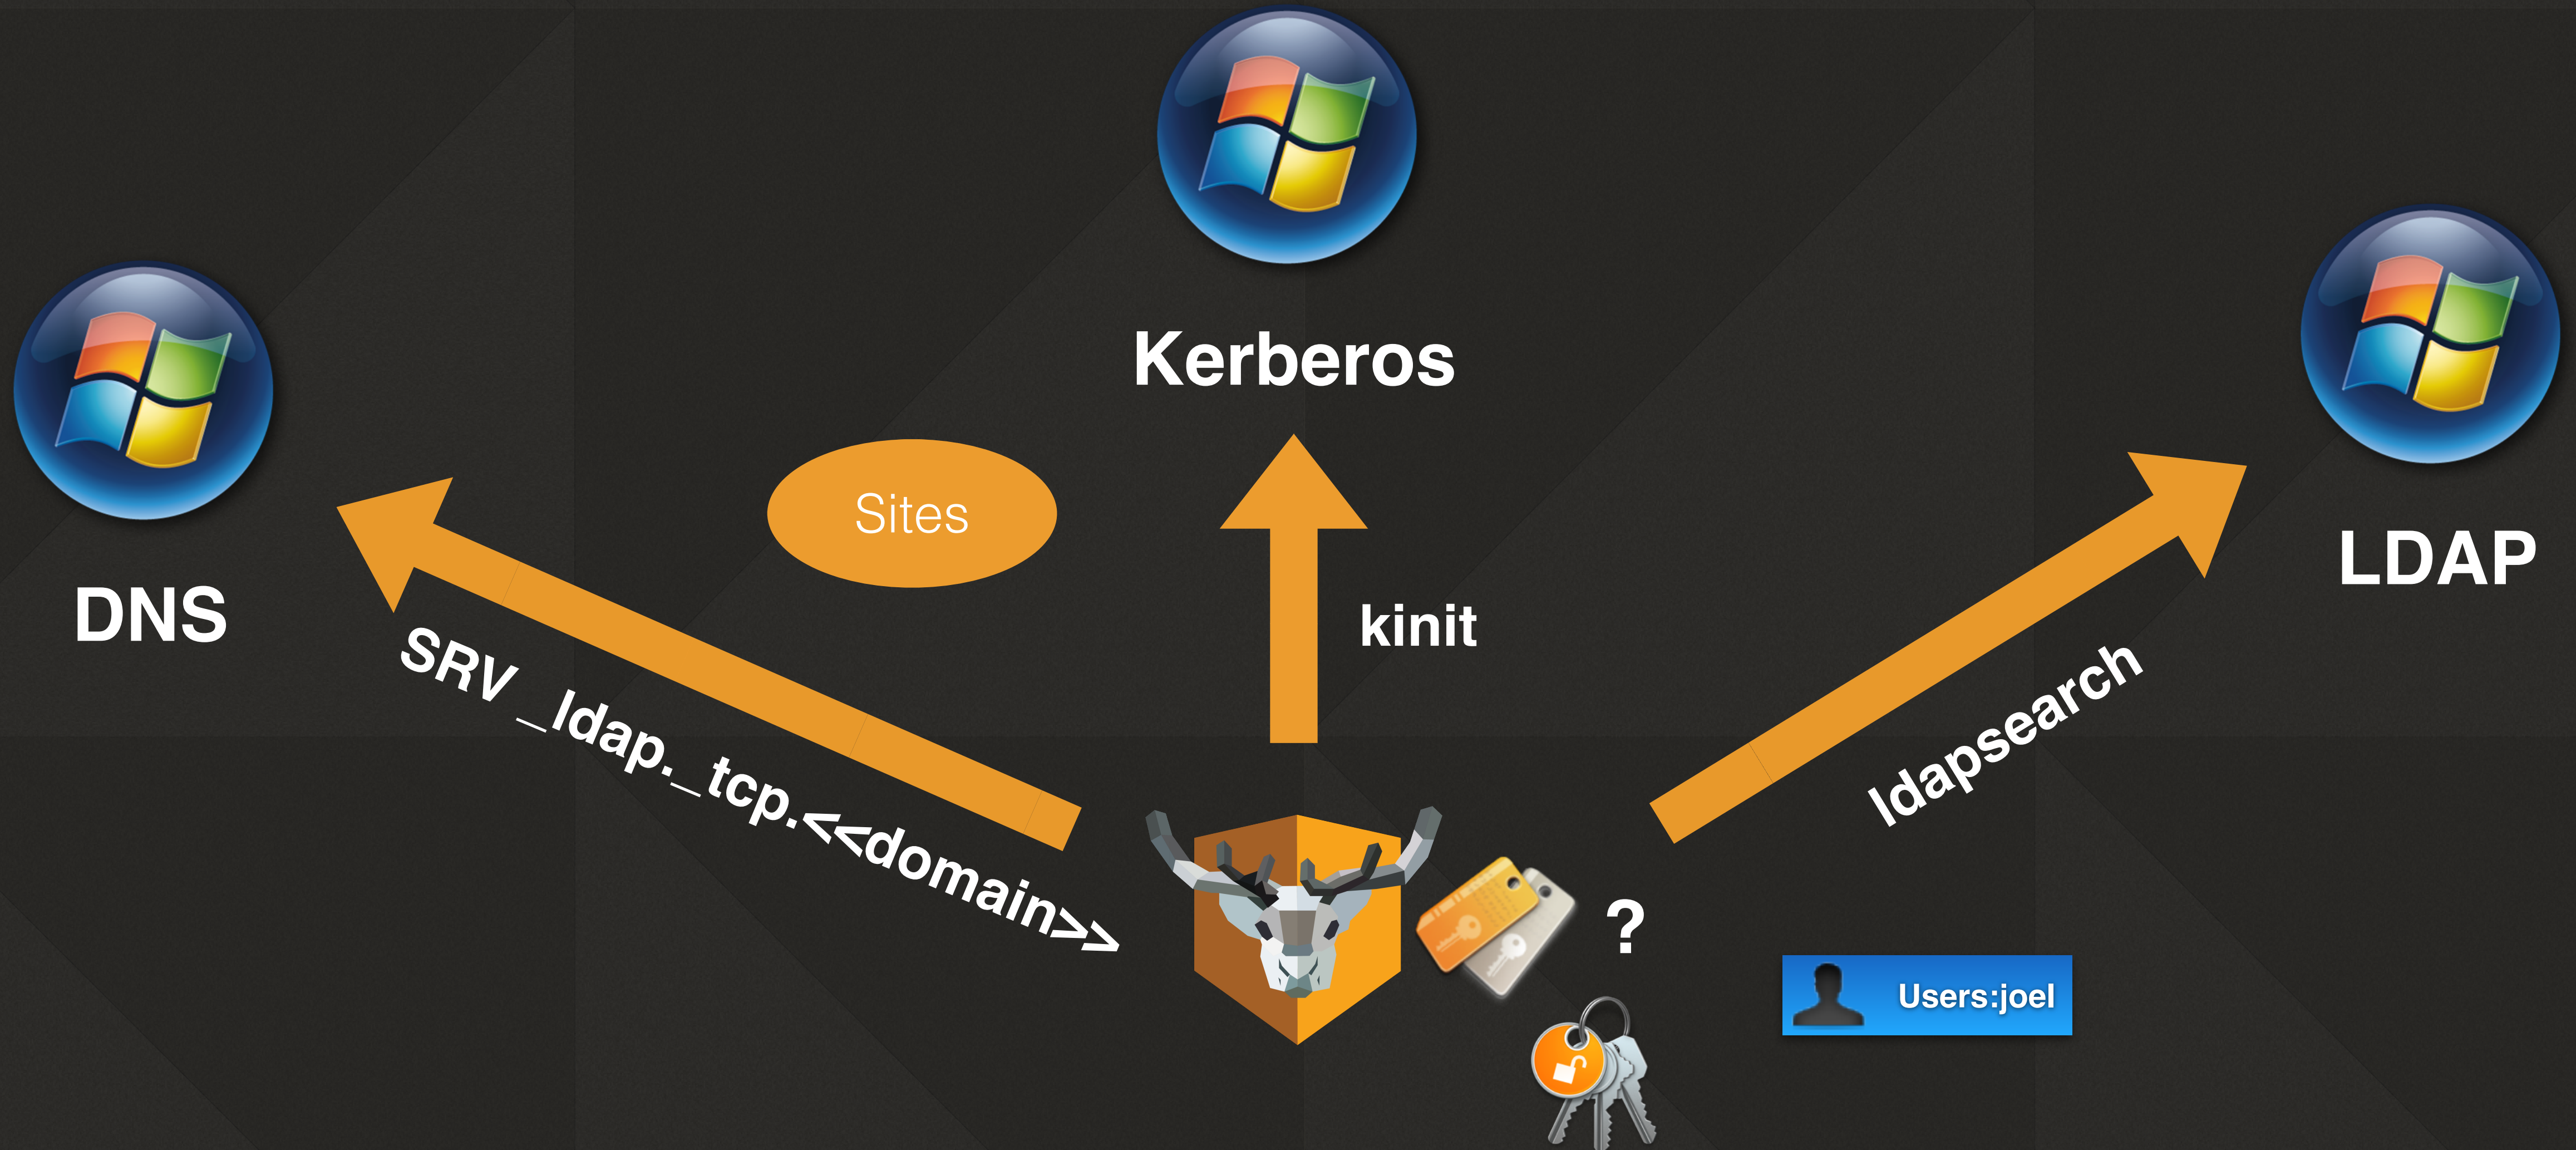 Kerberos
Sites
DNS
LDAP
kinit
SRV _ldap._tcp.<<domain>>
ldapsearch
?
Users:joel